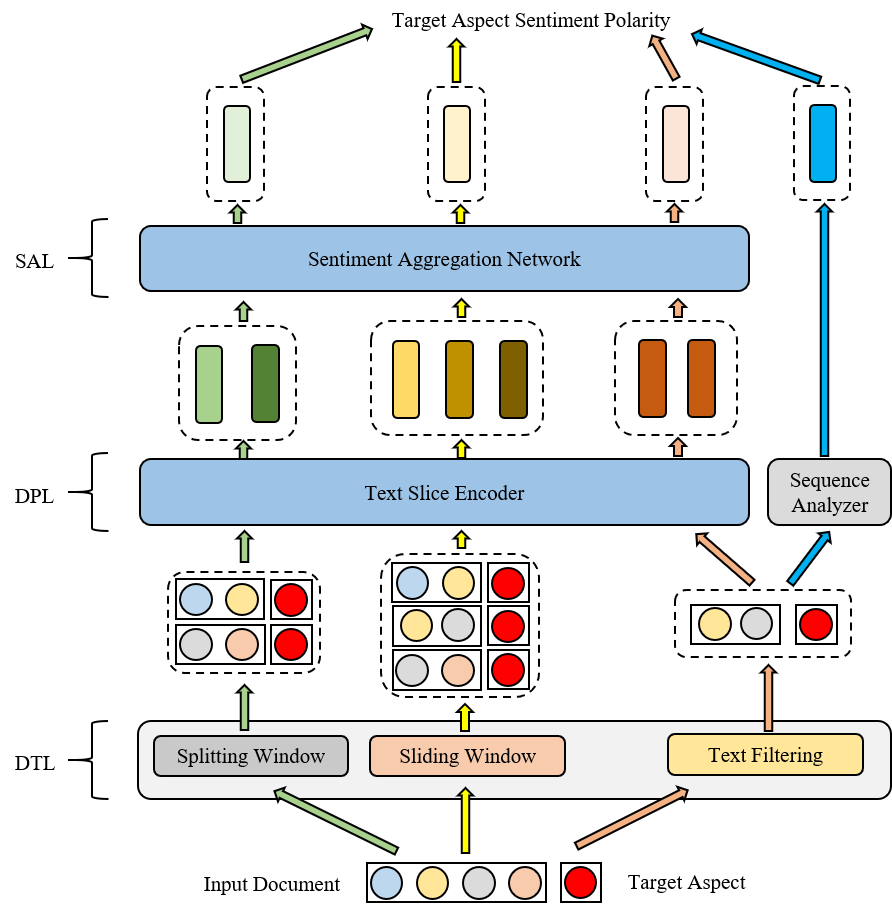 Target Aspect Sentiment Polarity
SAL
Sentiment Aggregation Network
DPL
Text Slice Encoder
Sequence
Analyzer
DTL
Splitting Window
Sliding Window
Text Filtering
Input Document
Target Aspect